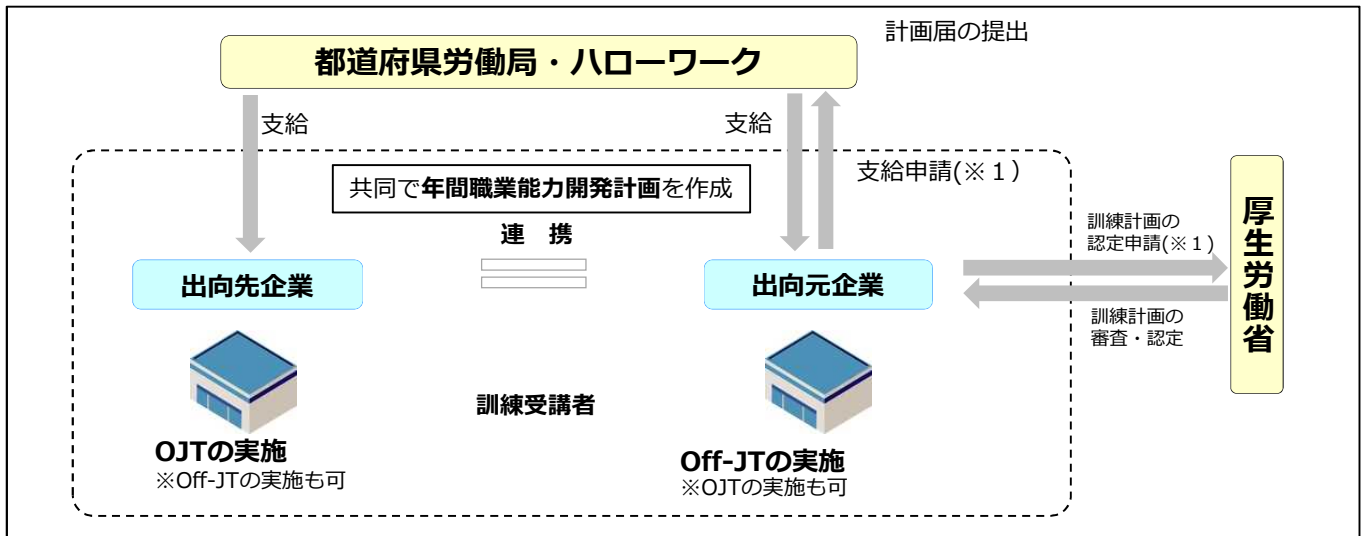 計画届の提出
都道府県労働局・ハローワーク
支給
支給
支給申請(※１)
共同で年間職業能力開発計画を作成
連　携
出向先企業
出向元企業
訓練計画の
認定申請(※１)
訓練計画の
審査・認定
厚生労働省
訓練受講者
OJTの実施
※Off-JTの実施も可
Off-JTの実施
※OJTの実施も可